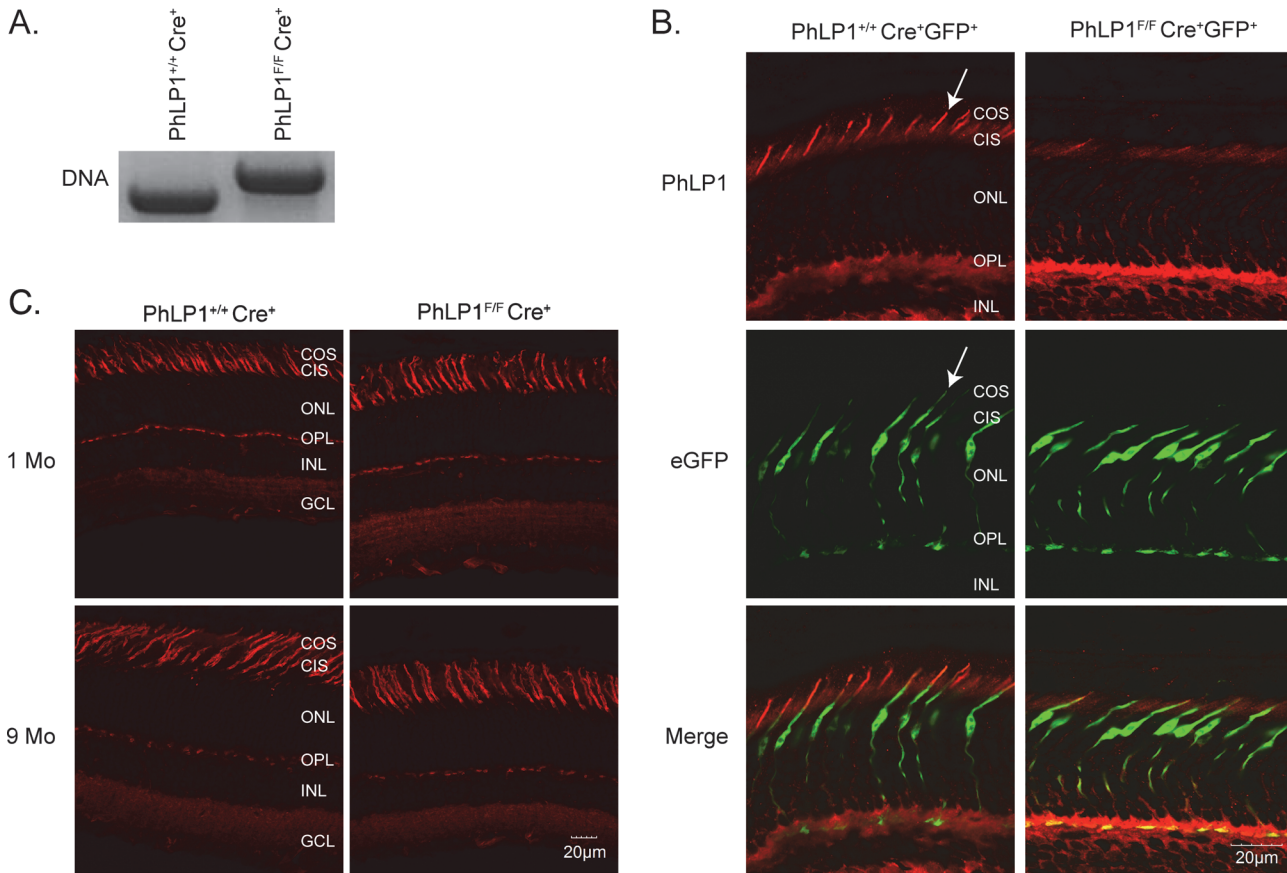 A.
PhLP1+/+ Cre+
PhLP1F/F Cre+
DNA
B.
PhLP1+/+ Cre+GFP+
PhLP1F/F Cre+GFP+
PhLP1
COS
CIS
ONL
OPL
INL
eGFP
COS
CIS
ONL
OPL
INL
Merge
20µm
C.
PhLP1+/+ Cre+
PhLP1F/F Cre+
1 Mo
COS
CIS
ONL
OPL
INL
GCL
9 Mo
COS
CIS
ONL
OPL
INL
GCL
20µm